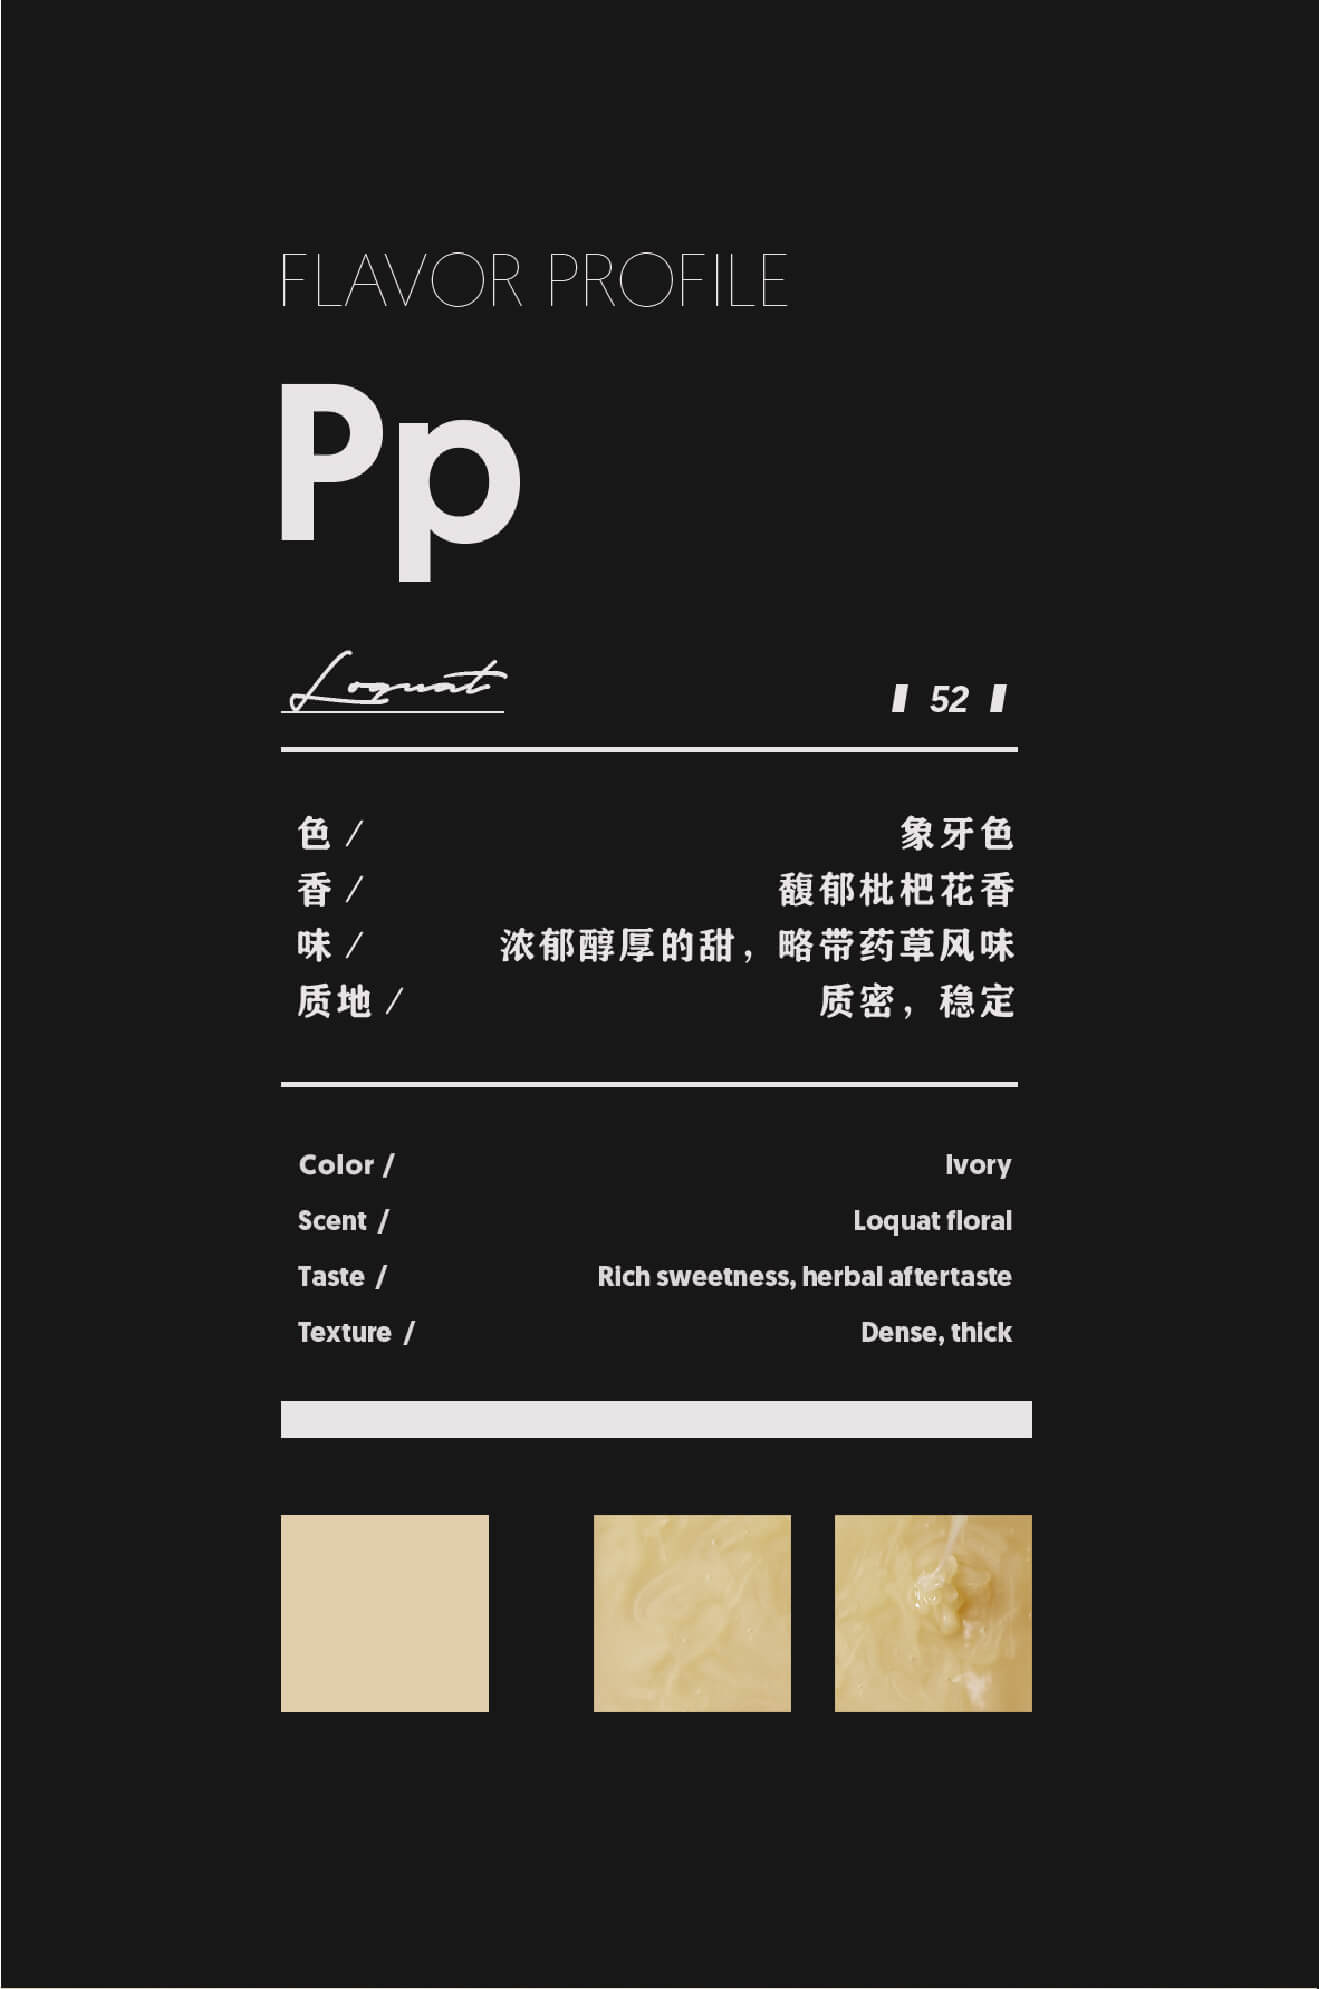 FLAVOR PROFILE
Pp
Loquat
52
色 / 象牙色
香 / 馥郁枇杷花香
味 / 浓郁醇厚的甜，略带药草风味
质地 / 质密，稳定
Color / Ivory
Scent / Loquat floral
Taste / Rich sweetness, herbal aftertaste
Texture / Dense, thick